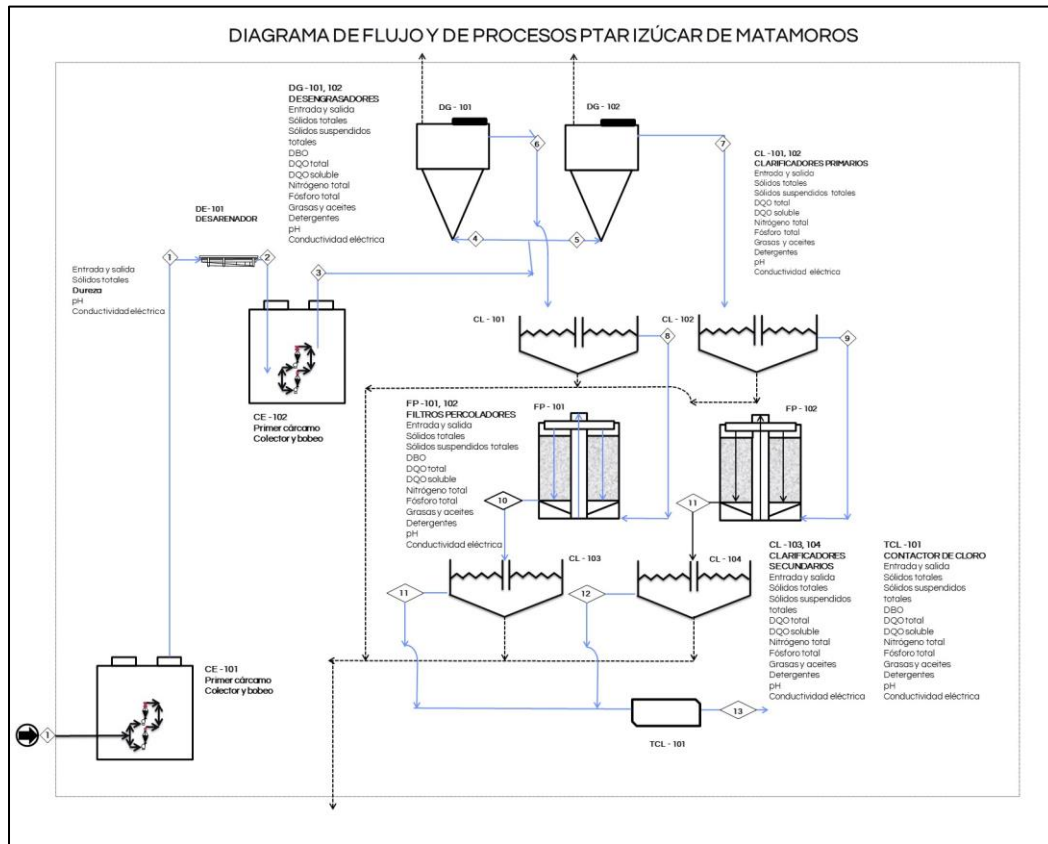 DIAGRAMA DE FLUJO Y DE PROCESOS PTAR IZÚCAR DE MATAMOROS
DG -101, 102
DESENGRASADORES
Entrada y salida
Sólidos totales
Sólidos suspendidos
totales
DBO
DQO total
DQO soluble
Nitrógeno total
Fósforo total
Grasas y aceites
Detergentes
pH
Conductividad eléctrica
DG - 101
DG - 102
6
7
4
5
CL -101, 102
CLARIFICADORES PRIMARIOS
Entrada y salida
Sólidos totales
Sólidos suspendidos totales
DQO total
DQO soluble
Nitrógeno total
Fósforo total
Grasas y aceites
Detergentes
pH
Conductividad eléctrica
DE- 101
DESARENADOR
1
2
3
Entrada y salida
Sólidos totales
Dureza
pH
Conductividad eléctrica
CE -102
Primer cárcamo
Colector y bobeo
CL - 101
CL - 102
8
9
FP -101, 102
FILTROS PERCOLADORES
Entrada y salida
Sólidos totales
Sólidos suspendidos totales
DBO
DQO total
DQO soluble
Nitrógeno total
Fósforo total
Grasas y aceites
Detergentes
pH
Conductividad eléctrica
FP - 101
FP - 102
10
11
CL -103
CL -104
11
12
CL -103, 104
CLARIFICADORES
SECUNDARIOS
Entrada y salida
Sólidos totales
Sólidos suspendidos
totales
DQO total
DQO soluble
Nitrógeno total
Fósforo total
Grasas y aceites
Detergentes
pH
Conductividad eléctrica
TCL -101
CONTACTOR DE CLORO
Entrada y salida
Sólidos totales
Sólidos suspendidos
totales
DBO
DQO total
DQO soluble
Nitrógeno total
Fósforo total
Grasas y aceites
Detergentes
pH
Conductividad eléctrica
CE -101
Primer cárcamo
Colector y bobeo
1
13
TCL - 101